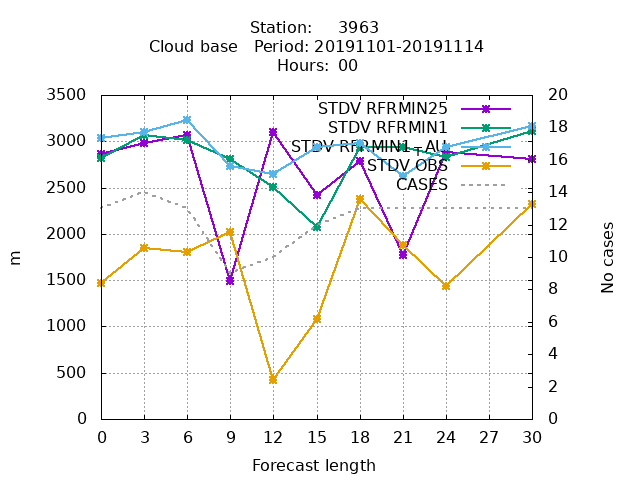 Station: 3963
Cloud base Period: 20191101-20191114
Hours: 00
3500
3000
2500
2000
1500
1000
500
0
m
20
18
16
14
12
10
8
6
4
2
0
No cases
STDV RFRMIN25
STDV RFRMIN1
STDV OBS
CASES
0 3 6 9 12 15 18 21 24 27 30
Forecast length